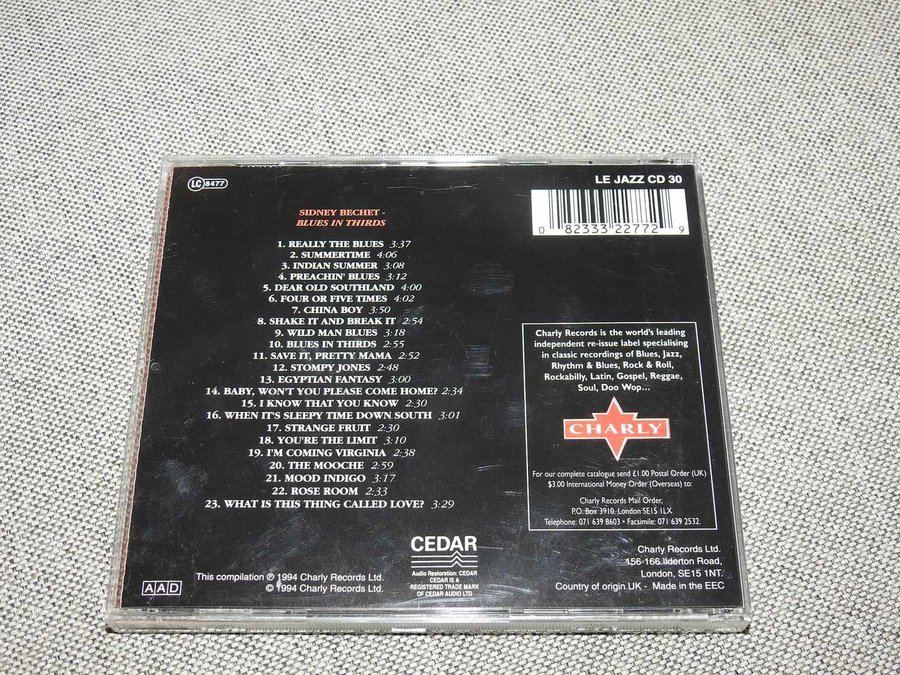 LC 8477
LE JAZZ CD 30
0 82333 22772 9
SIDNEY BECHET -
BLUES IN THIRDS
1. REALLY THE BLUES 3:37
2. SUMMERTIME 4:06
3. INDIAN SUMMER 3:08
4. PREACHIN' BLUES 3:12
5. DEAR OLD SOUTHLAND 4:00
6. FOUR OR FIVE TIMES 4:02
7. CHINA BOY 3:50
8. SHAKE IT AND BREAK IT 2:54
9. WILD MAN BLUES 3:18
10. BLUES IN THIRDS 2:55
11. SAVE IT, PRETTY MAMA 2:52
12. STOMPY JONES 2:48
13. EGYPTIAN FANTASY 3:00
14. BABY, WON'T YOU PLEASE COME HOME? 2:34
15. I KNOW THAT YOU KNOW 2:30
16. WHEN IT'S SLEEPY TIME DOWN SOUTH 3:01
17. STRANGE FRUIT 2:30
18. YOU'RE THE LIMIT 3:10
19. I'M COMING VIRGINIA 2:38
20. THE MOOCHE 2:59
21. MOOD INDIGO 3:17
22. ROSE ROOM 2:33
23. WHAT IS THIS THING CALLED LOVE? 3:29
Charly Records is the world's leading
independent re-issue label specialising
in classic recordings of Blues, Jazz,
Rhythm & Blues, Rock & Roll,
Rockabilly, Latin, Gospel, Reggae,
Soul, Doo Wop...
CHARLY
For our complete catalogue send £1.00 Postal Order (UK)
$3.00 International Money Order (Overseas) to:
Charly Records Mail Order,
P.O. Box 3910, London SE15 1LX
Telephone: 071 639 8603 • Facsimile: 071 639 2532
CEDAR
Audio Restoration: CEDAR
CEDAR IS A
REGISTERED TRADE MARK
OF CEDAR AUDIO LTD
AAD
This compilation ℗ 1994 Charly Records Ltd.
© 1994 Charly Records Ltd.
Charly Records Ltd.
156-166 Ilderton Road,
London, SE15 1NT.
Country of origin UK - Made in the EEC